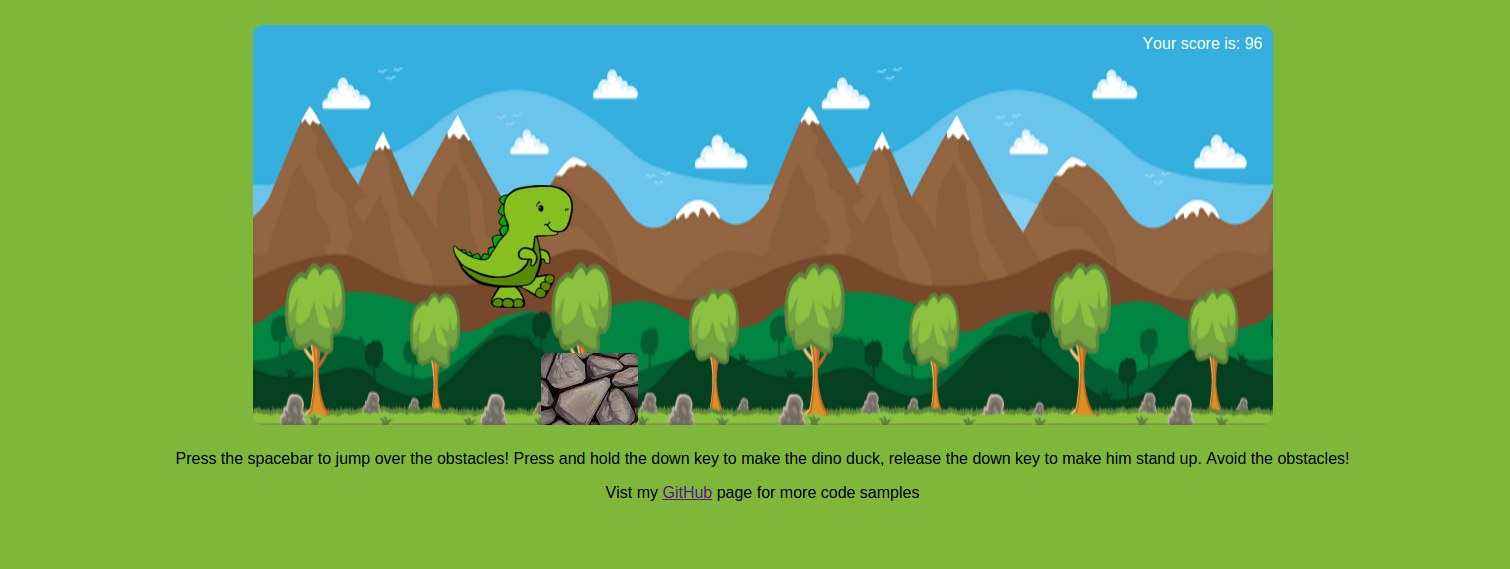 Your score is: 96
Press the spacebar to jump over the obstacles! Press and hold the down key to make the dino duck, release the down key to make him stand up. Avoid the obstacles!
Vist my GitHub page for more code samples